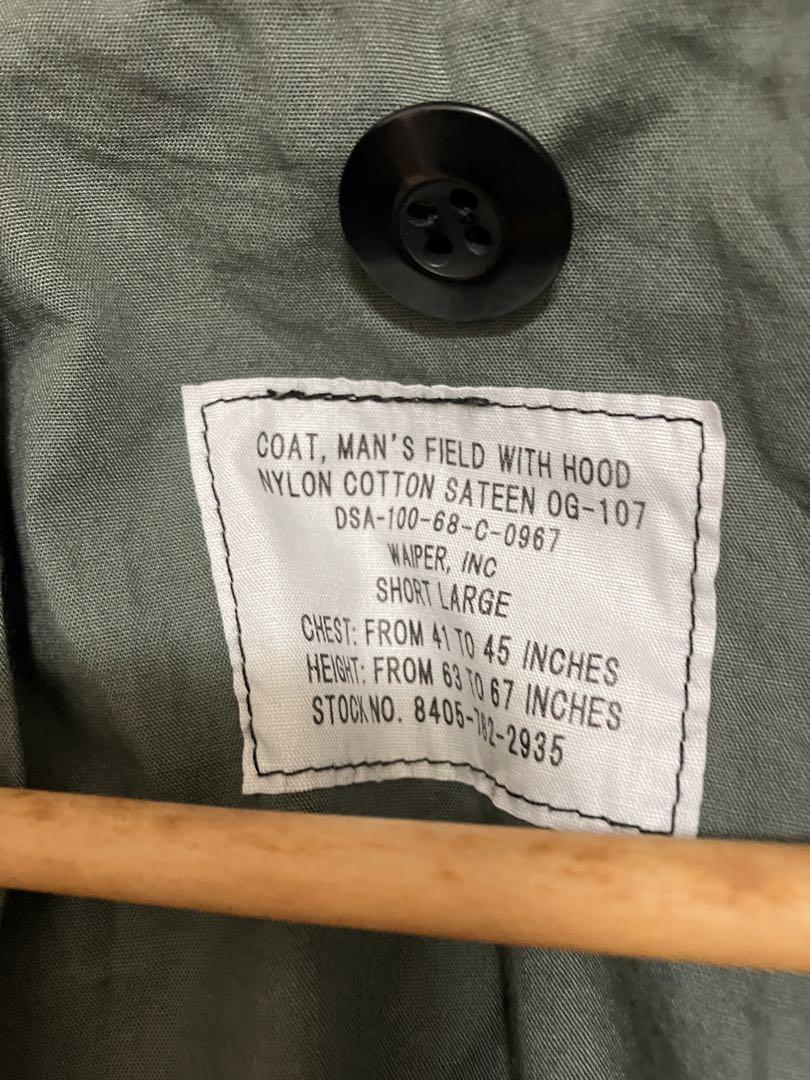 COAT, MAN'S FIELD WITH HOOD
NYLON COTTON SATEEN OG-107
DSA-100-68-C-0967
WAIPER, INC
SHORT LARGE
CHEST: FROM 41 TO 45 INCHES
HEIGHT: FROM 63 TO 67 INCHES
STOCK NO. 8405-782-2935